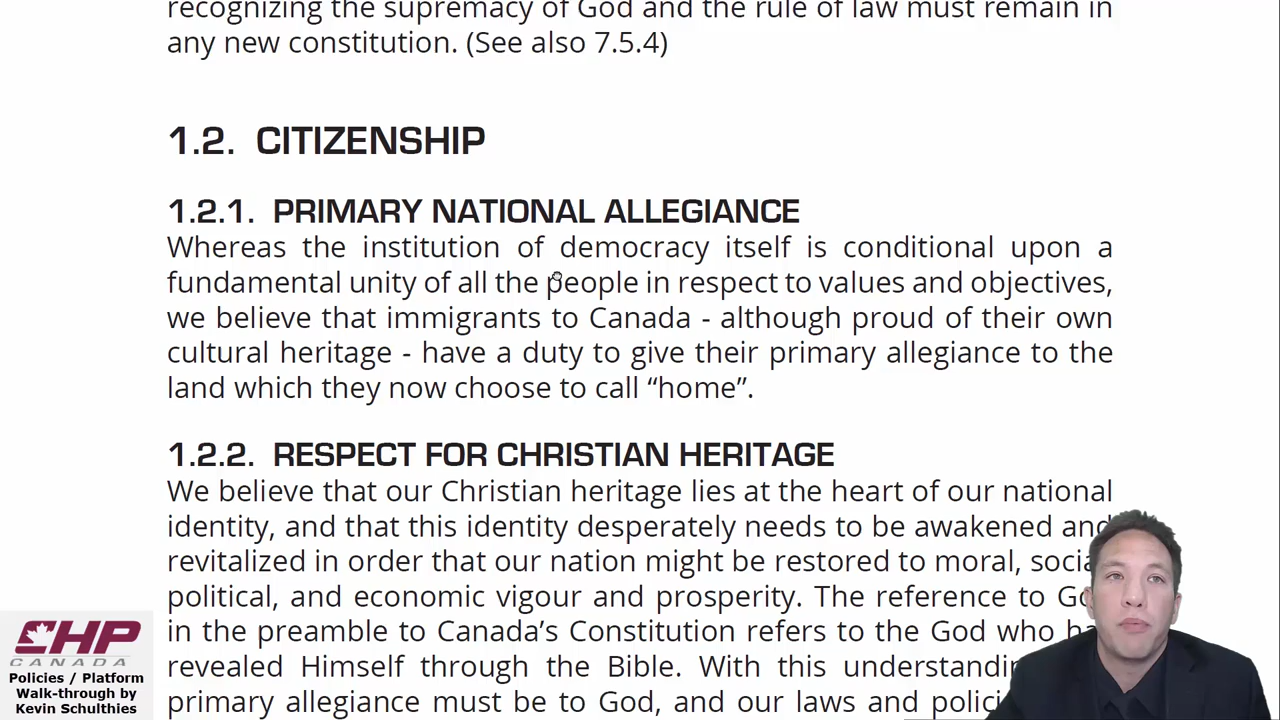 recognizing the supremacy of God and the rule of law must remain in
any new constitution. (See also 7.5.4)
1.2. CITIZENSHIP
1.2.1. PRIMARY NATIONAL ALLEGIANCE
Whereas the institution of democracy itself is conditional upon a
fundamental unity of all the people in respect to values and objectives,
we believe that immigrants to Canada - although proud of their own
cultural heritage - have a duty to give their primary allegiance to the
land which they now choose to call “home”.
1.2.2. RESPECT FOR CHRISTIAN HERITAGE
We believe that our Christian heritage lies at the heart of our national
identity, and that this identity desperately needs to be awakened and
revitalized in order that our nation might be restored to moral,
political, and economic vigour and prosperity. The reference to
in the preamble to Canada’s Constitution refers to the God who
revealed Himself through the Bible. With this
primary allegiance must be to God, and our laws and
CHP
CANADA
Policies / Platform
Walk-through by
Kevin Schulthies